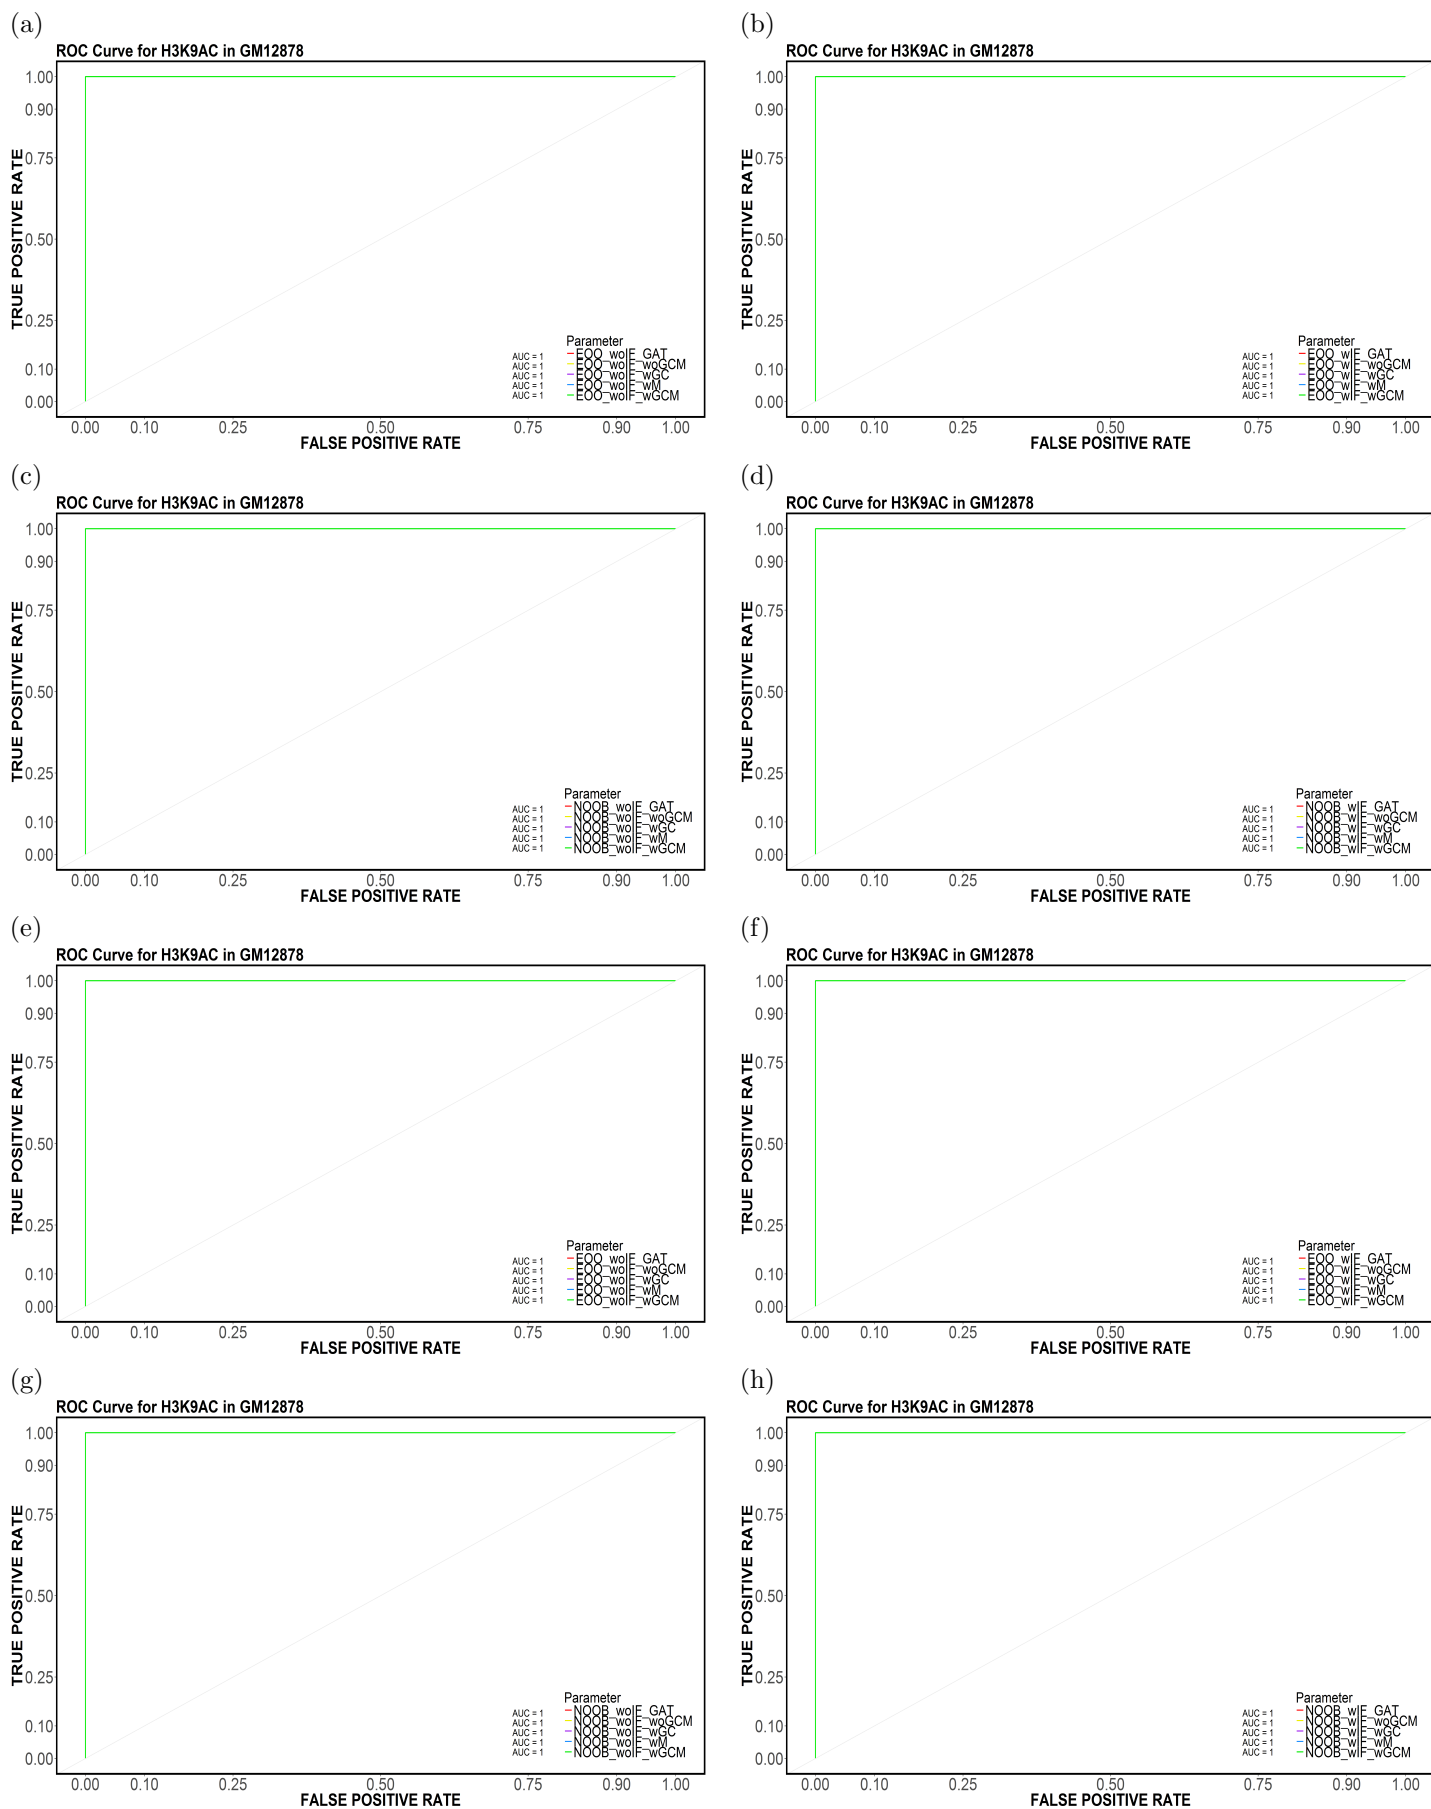 (a)
ROC Curve for H3K9AC in GM12878
TRUE POSITIVE RATE
1.00
0.90
0.75
0.50
0.25
0.10
0.00
Parameter
AUC = 1 EOO_woIF_GAT
AUC = 1 EOO_woIF_woGCM
AUC = 1 EOO_woIF_wGC
AUC = 1 EOO_woIF_wM
AUC = 1 EOO_woIF_wGCM
0.00 0.10 0.25 0.50 0.75 0.90 1.00
FALSE POSITIVE RATE
(b)
ROC Curve for H3K9AC in GM12878
TRUE POSITIVE RATE
1.00
0.90
0.75
0.50
0.25
0.10
0.00
Parameter
AUC = 1 EOO_wIF_GAT
AUC = 1 EOO_wIF_woGCM
AUC = 1 EOO_wIF_wGC
AUC = 1 EOO_wIF_wM
AUC = 1 EOO_wIF_wGCM
0.00 0.10 0.25 0.50 0.75 0.90 1.00
FALSE POSITIVE RATE
(c)
ROC Curve for H3K9AC in GM12878
TRUE POSITIVE RATE
1.00
0.90
0.75
0.50
0.25
0.10
0.00
Parameter
AUC = 1 NOOB_woIF_GAT
AUC = 1 NOOB_woIF_woGCM
AUC = 1 NOOB_woIF_wGC
AUC = 1 NOOB_woIF_wM
AUC = 1 NOOB_woIF_wGCM
0.00 0.10 0.25 0.50 0.75 0.90 1.00
FALSE POSITIVE RATE
(d)
ROC Curve for H3K9AC in GM12878
TRUE POSITIVE RATE
1.00
0.90
0.75
0.50
0.25
0.10
0.00
Parameter
AUC = 1 NOOB_wIF_GAT
AUC = 1 NOOB_wIF_woGCM
AUC = 1 NOOB_wIF_wGC
AUC = 1 NOOB_wIF_wM
AUC = 1 NOOB_wIF_wGCM
0.00 0.10 0.25 0.50 0.75 0.90 1.00
FALSE POSITIVE RATE
(e)
ROC Curve for H3K9AC in GM12878
TRUE POSITIVE RATE
1.00
0.90
0.75
0.50
0.25
0.10
0.00
Parameter
AUC = 1 EOO_woIF_GAT
AUC = 1 EOO_woIF_woGCM
AUC = 1 EOO_woIF_wGC
AUC = 1 EOO_woIF_wM
AUC = 1 EOO_woIF_wGCM
0.00 0.10 0.25 0.50 0.75 0.90 1.00
FALSE POSITIVE RATE
(f)
ROC Curve for H3K9AC in GM12878
TRUE POSITIVE RATE
1.00
0.90
0.75
0.50
0.25
0.10
0.00
Parameter
AUC = 1 EOO_wIF_GAT
AUC = 1 EOO_wIF_woGCM
AUC = 1 EOO_wIF_wGC
AUC = 1 EOO_wIF_wM
AUC = 1 EOO_wIF_wGCM
0.00 0.10 0.25 0.50 0.75 0.90 1.00
FALSE POSITIVE RATE
(g)
ROC Curve for H3K9AC in GM12878
TRUE POSITIVE RATE
1.00
0.90
0.75
0.50
0.25
0.10
0.00
Parameter
AUC = 1 NOOB_woIF_GAT
AUC = 1 NOOB_woIF_woGCM
AUC = 1 NOOB_woIF_wGC
AUC = 1 NOOB_woIF_wM
AUC = 1 NOOB_woIF_wGCM
0.00 0.10 0.25 0.50 0.75 0.90 1.00
FALSE POSITIVE RATE
(h)
ROC Curve for H3K9AC in GM12878
TRUE POSITIVE RATE
1.00
0.90
0.75
0.50
0.25
0.10
0.00
Parameter
AUC = 1 NOOB_wIF_GAT
AUC = 1 NOOB_wIF_woGCM
AUC = 1 NOOB_wIF_wGC
AUC = 1 NOOB_wIF_wM
AUC = 1 NOOB_wIF_wGCM
0.00 0.10 0.25 0.50 0.75 0.90 1.00
FALSE POSITIVE RATE